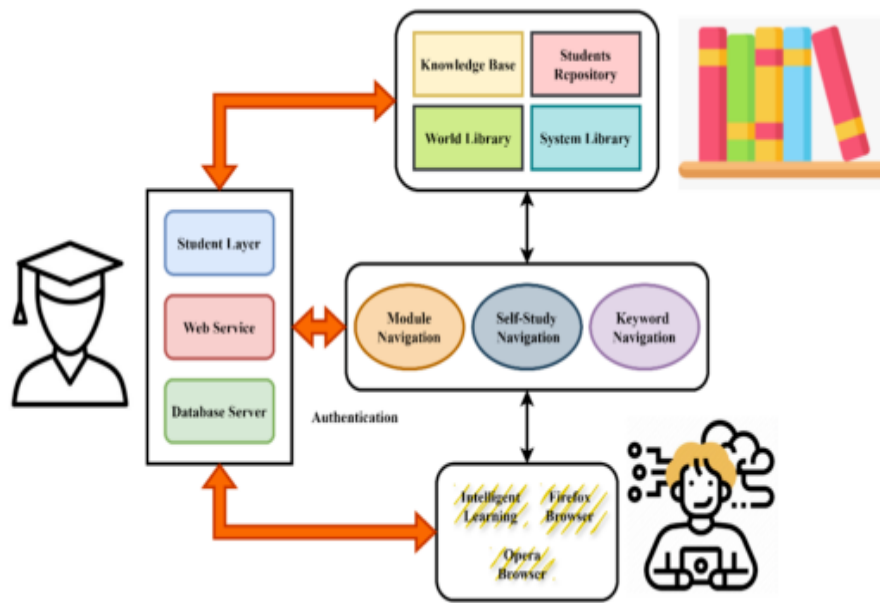 Knowledge Base
Students
Repository
World Library
System Library
Student Layer
Web Service
Database Server
Module
Navigation
Self-Study
Navigation
Keyword
Navigation
Authentication
Intelligent
Learning
Firefox
Browser
Opera
Browser